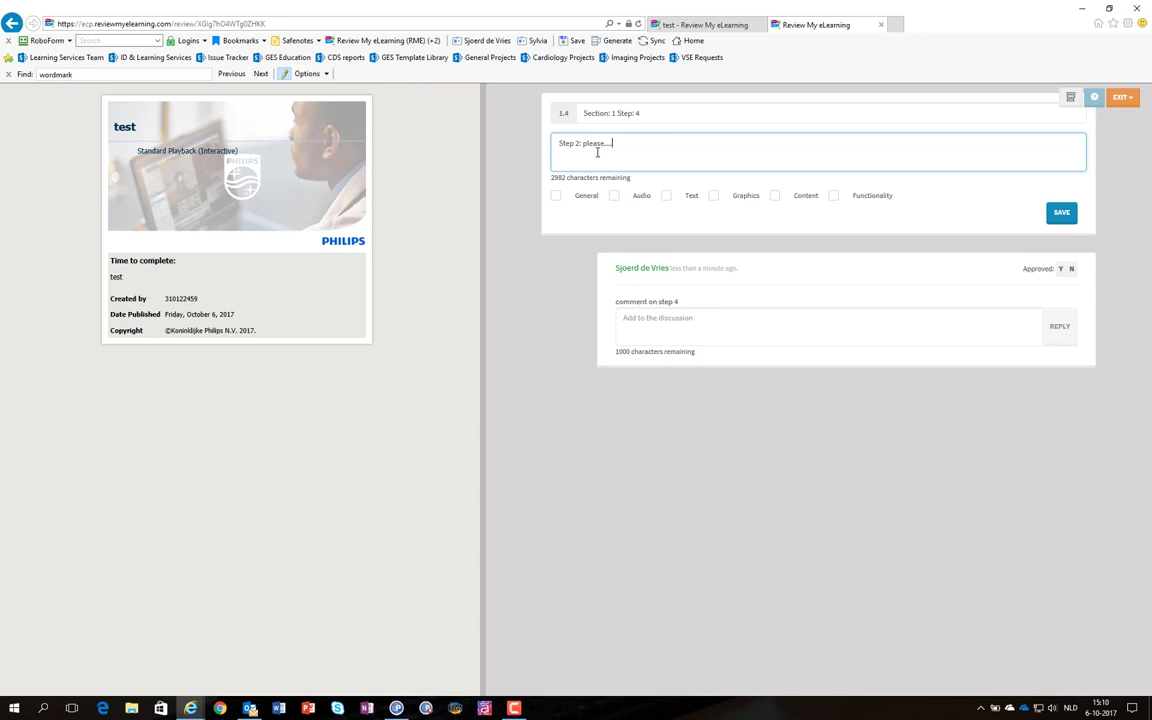 https://ecp.reviewmyelearning.com/review/XGIg7hO4WTg0ZHKK
test - Review My eLearning
Review My eLearning
RoboForm Search Logins Bookmarks Review My eLearning (RME) (+2) Safenotes Sjoerd de Vries Sylvia Save Generate Sync Home
Learning Services Team ID & Learning Services Issue Tracker GES Education CDS reports GES Template Library General Projects Cardiology Projects Imaging Projects VSE Requests
Find: wordmark Previous Next Options
test
Standard Playback (Interactive)
PHILIPS
PHILIPS
Time to complete:
test
Created by 310122459
Date Published Friday, October 6, 2017
Copyright ©Koninklijke Philips N.V. 2017.
EXIT
1.4 Section: 1 Step: 4
Step 2: please....
2982 characters remaining
General Audio Text Graphics Content Functionality
SAVE
Sjoerd de Vries less than a minute ago. Approved: Y N
comment on step 4
Add to the discussion
REPLY
1000 characters remaining
NLD
15:10
6-10-2017